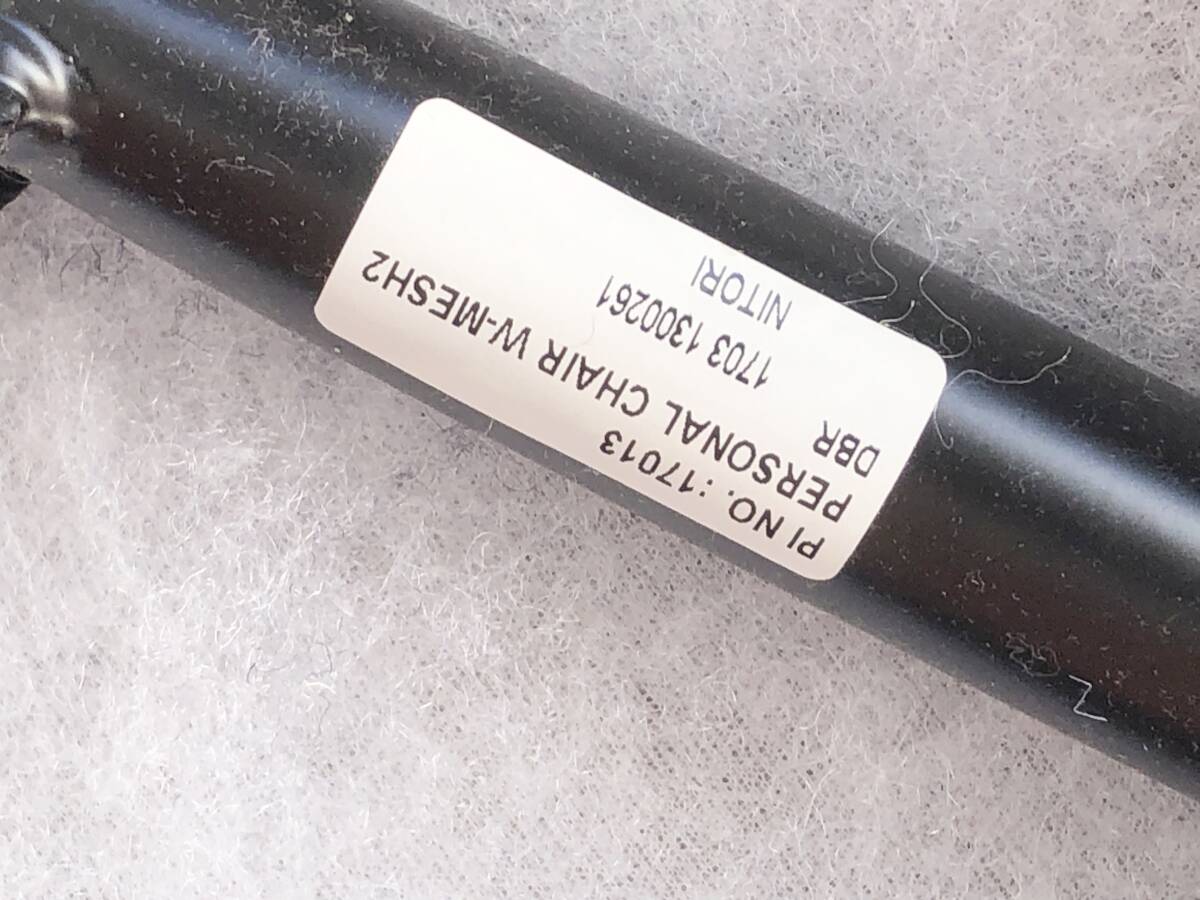 PI NO. :17013
PERSONAL CHAIR W-MESH2
DBR
1703 1300261
NITORI